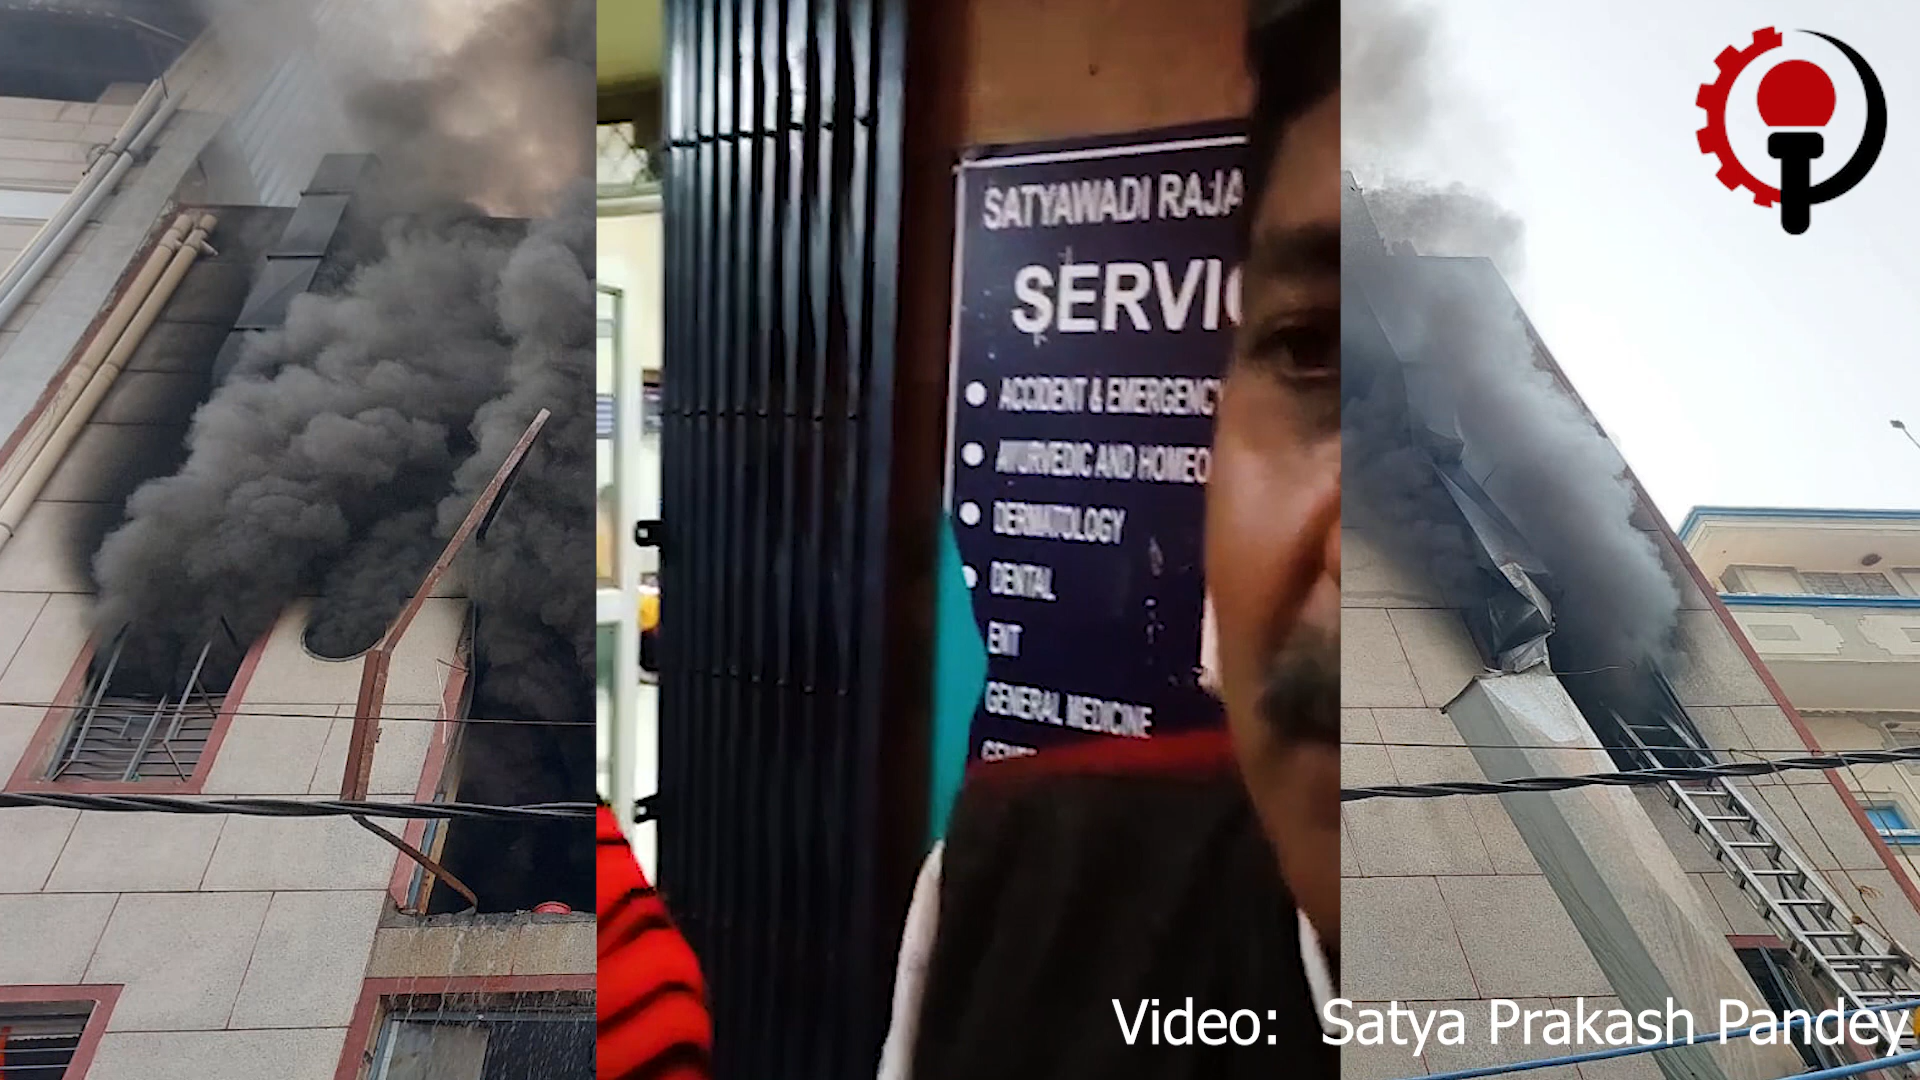 SATYAWADI RAJA
SERVIC
ACCIDENT & EMERGENCY
AYURVEDIC AND HOMEO
DERMATOLOGY
DENTAL
ENT
GENERAL MEDICINE
Video: Satya Prakash Pandey